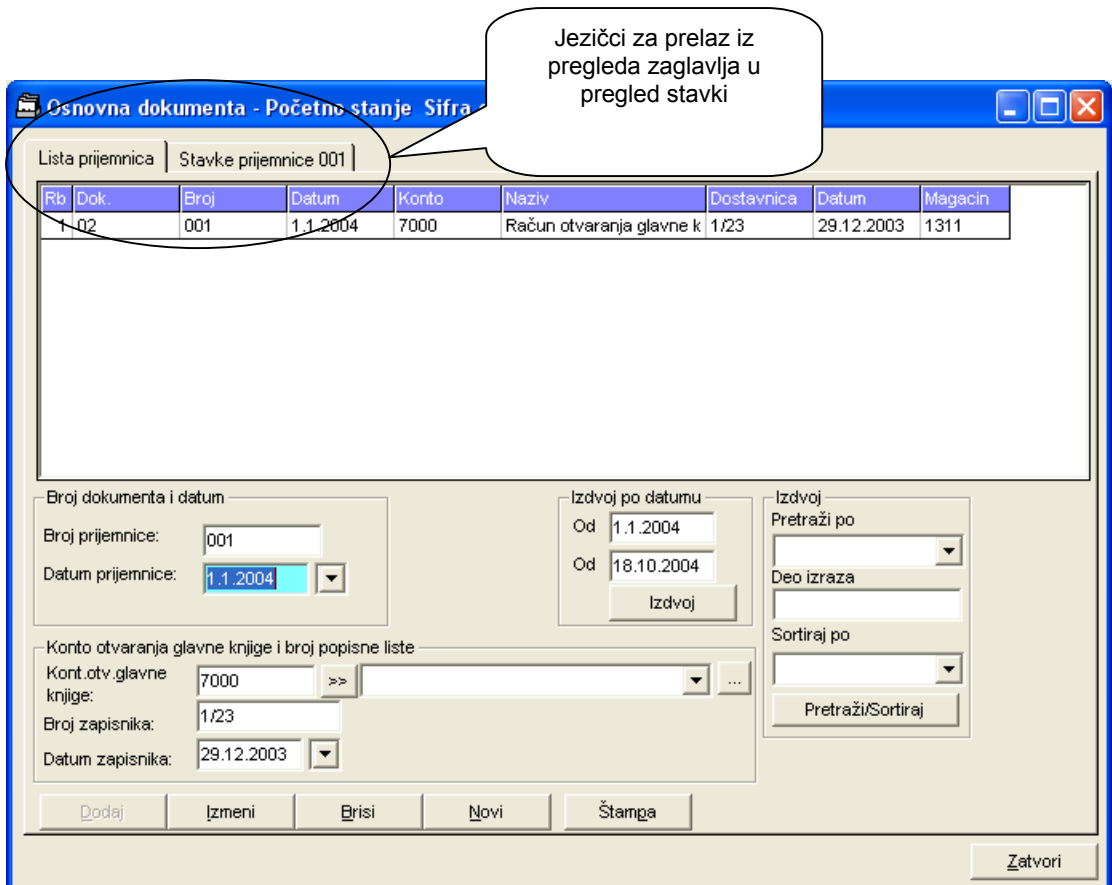 Jezičci za prelaz iz
pregleda zaglavlja u
pregled stavki
Osnovna dokumenta - Početno stanje Sifra
Lista prijemnica Stavke prijemnice 001
Rb Dok. Broj Datum Konto Naziv Dostavnica Datum Magacin
1 02 001 1.1.2004 7000 Račun otvaranja glavne k 1/23 29.12.2003 1311
Broj dokumenta i datum
Broj prijemnice: 001
Datum prijemnice: 1.1.2004
Izdvoj po datumu
Od 1.1.2004
Od 18.10.2004
Izdvoj
Izdvoj
Pretraži po
Deo izraza
Sortiraj po
Pretraži/Sortiraj
Konto otvaranja glavne knjige i broj popisne liste
Kont.otv.glavne
knjige:
7000 >> ...
Broj zapisnika: 1/23
Datum zapisnika: 29.12.2003
Dodaj Izmeni Brisi Novi Štampa
Zatvori